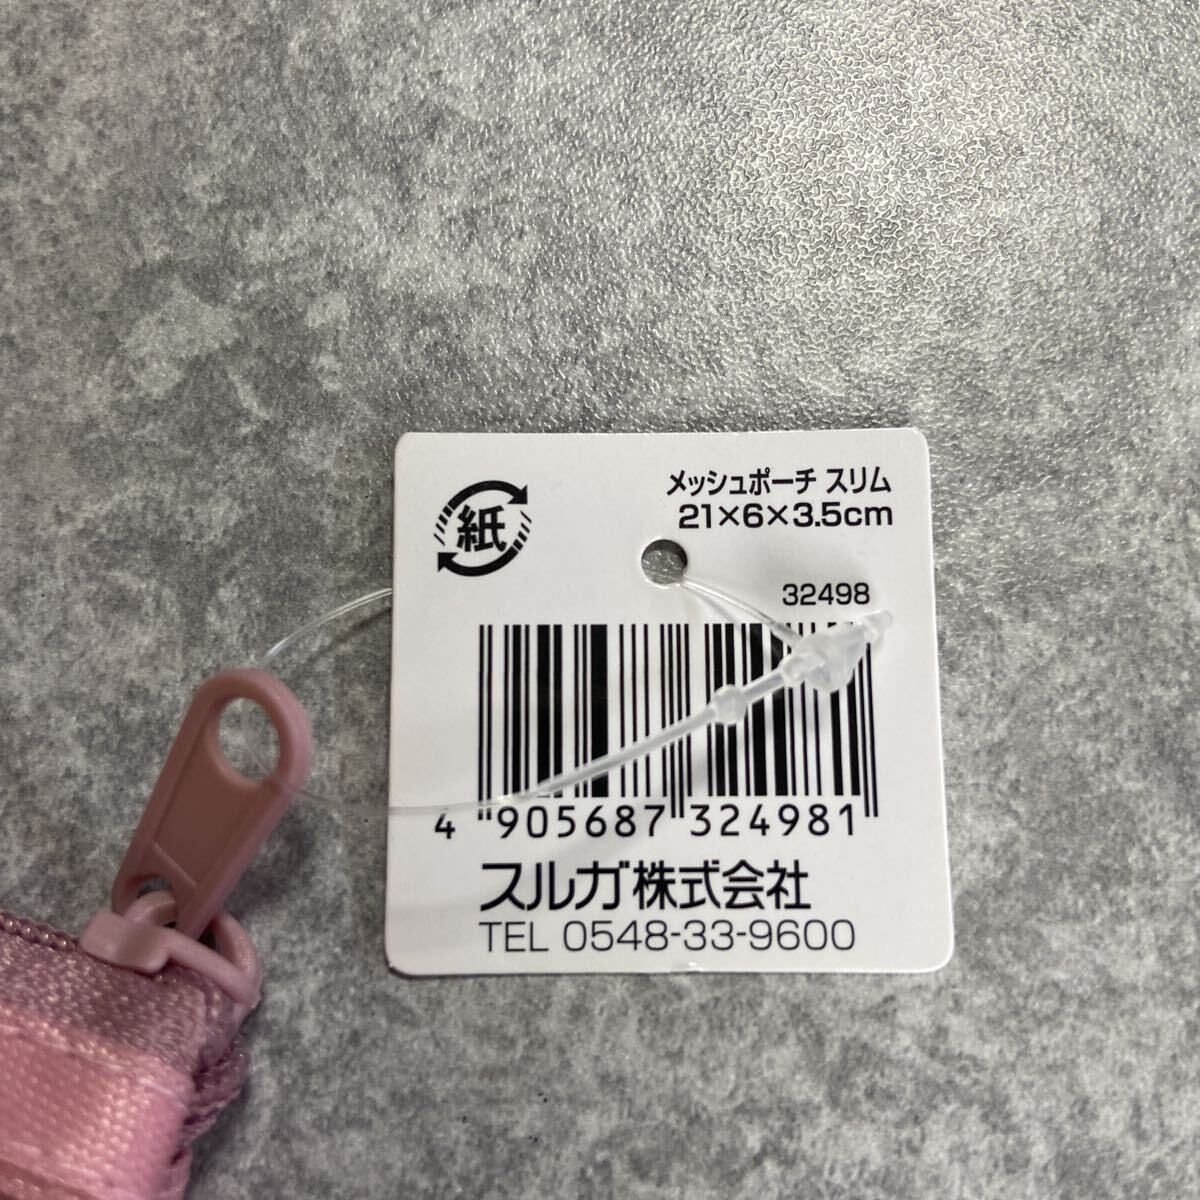 紙
メッシュポーチ スリム
21×6×3.5cm
32498
4 905687 324981
スルガ株式会社
TEL 0548-33-9600